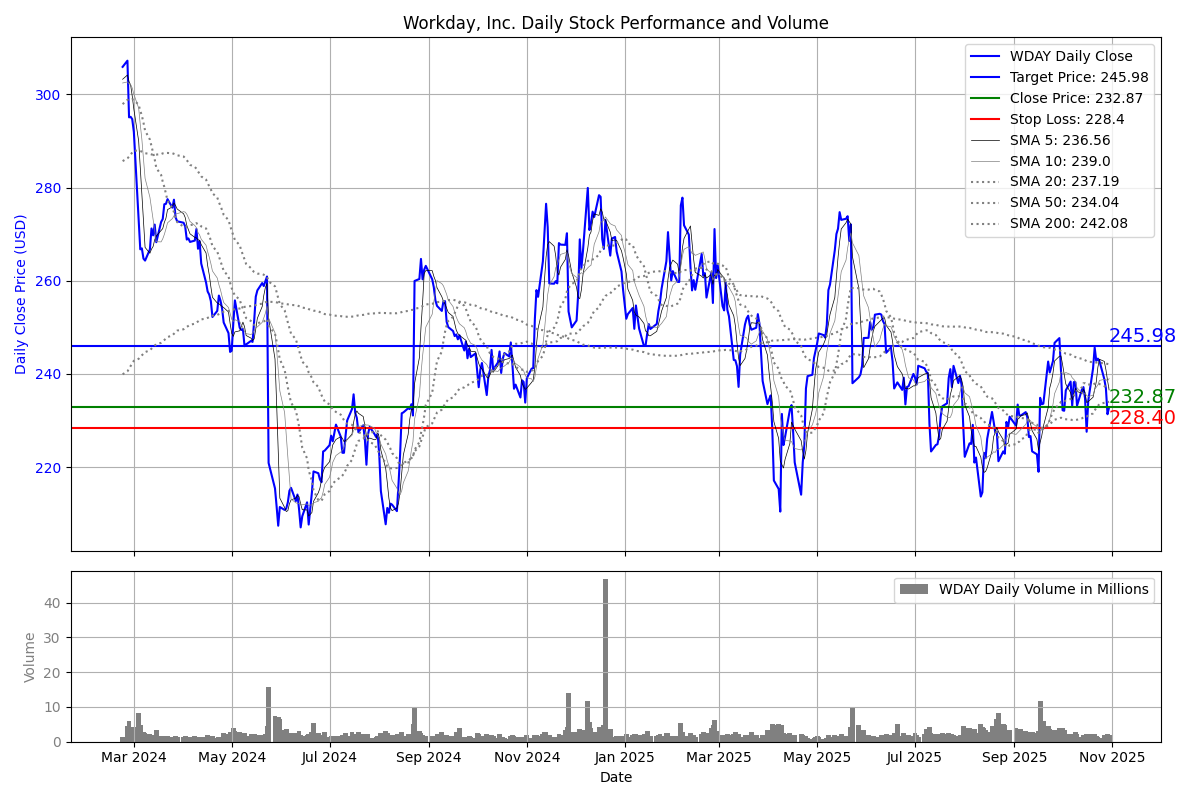 Workday, Inc. Daily Stock Performance and Volume
Daily Close Price (USD)
300
280
260
240
220
WDAY Daily Close
Target Price: 245.98
Close Price: 232.87
Stop Loss: 228.4
SMA 5: 236.56
SMA 10: 239.0
SMA 20: 237.19
SMA 50: 234.04
SMA 200: 242.08
245.98
232.87
228.40
Volume
40
30
20
10
0
WDAY Daily Volume in Millions
Mar 2024 May 2024 Jul 2024 Sep 2024 Nov 2024 Jan 2025 Mar 2025 May 2025 Jul 2025 Sep 2025 Nov 2025
Date